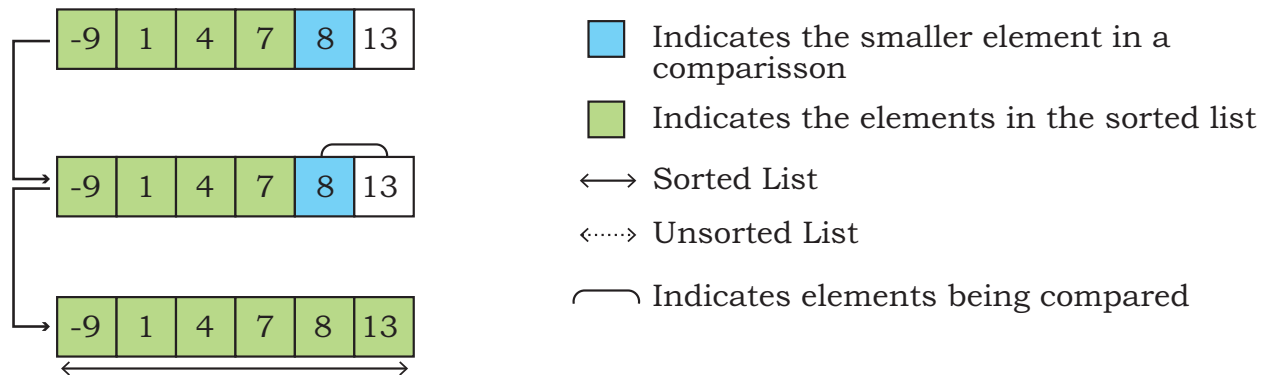 -9 1 4 7 8 13
-9 1 4 7 8 13
-9 1 4 7 8 13
Indicates the smaller element in a
comparisson
Indicates the elements in the sorted list
Sorted List
Unsorted List
Indicates elements being compared